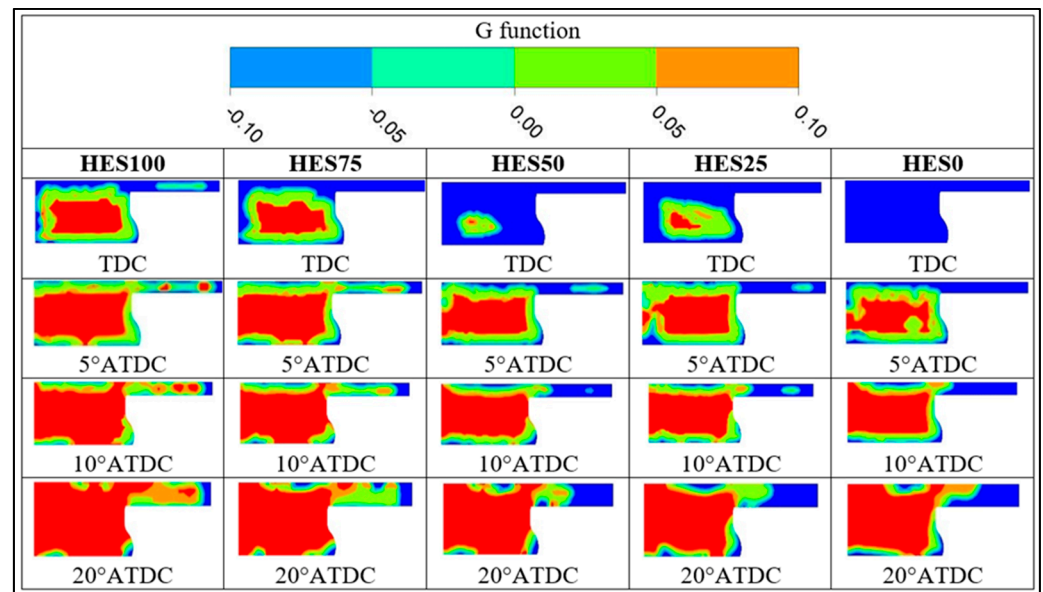 G function
-0.10 -0.05 0.00 0.05 0.10
HES100 HES75 HES50 HES25 HES0
TDC TDC TDC TDC TDC
5°ATDC 5°ATDC 5°ATDC 5°ATDC 5°ATDC
10°ATDC 10°ATDC 10°ATDC 10°ATDC 10°ATDC
20°ATDC 20°ATDC 20°ATDC 20°ATDC 20°ATDC